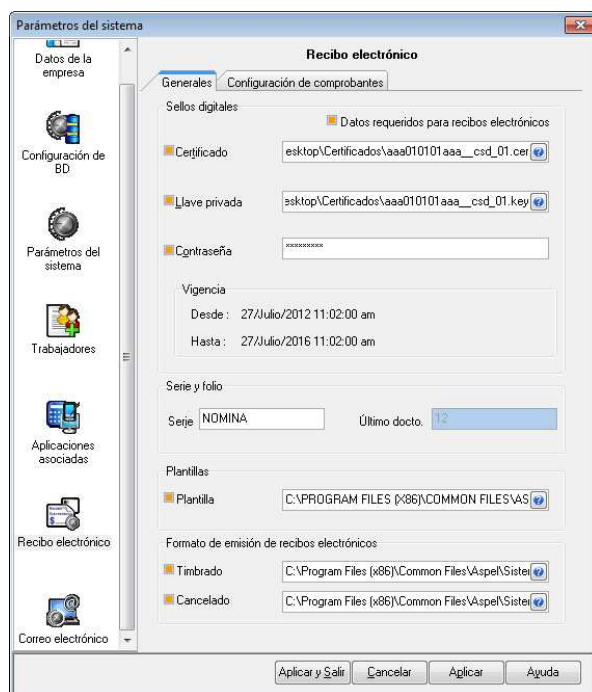 Parámetros del sistema
Datos de la
empresa
Configuración de
BD
Parámetros del
sistema
Trabajadores
Aplicaciones
asociadas
Recibo electrónico
Correo electrónico
Recibo electrónico
Generales
Configuración de comprobantes
Sellos digitales
Datos requeridos para recibos electrónicos
Certificado esktop\Certificados\aaa010101aaa__csd_01.cer
Llave privada esktop\Certificados\aaa010101aaa__csd_01.key
Contraseña *********
Vigencia
Desde : 27/Julio/2012 11:02:00 am
Hasta : 27/Julio/2016 11:02:00 am
Serie y folio
Serie NOMINA Último docto. 12
Plantillas
Plantilla C:\PROGRAM FILES (X86)\COMMON FILES\AS
Formato de emisión de recibos electrónicos
Timbrado C:\Program Files (x86)\Common Files\Aspel\Sister
Cancelado C:\Program Files (x86)\Common Files\Aspel\Sister
Aplicar y Salir Cancelar Aplicar Ayuda